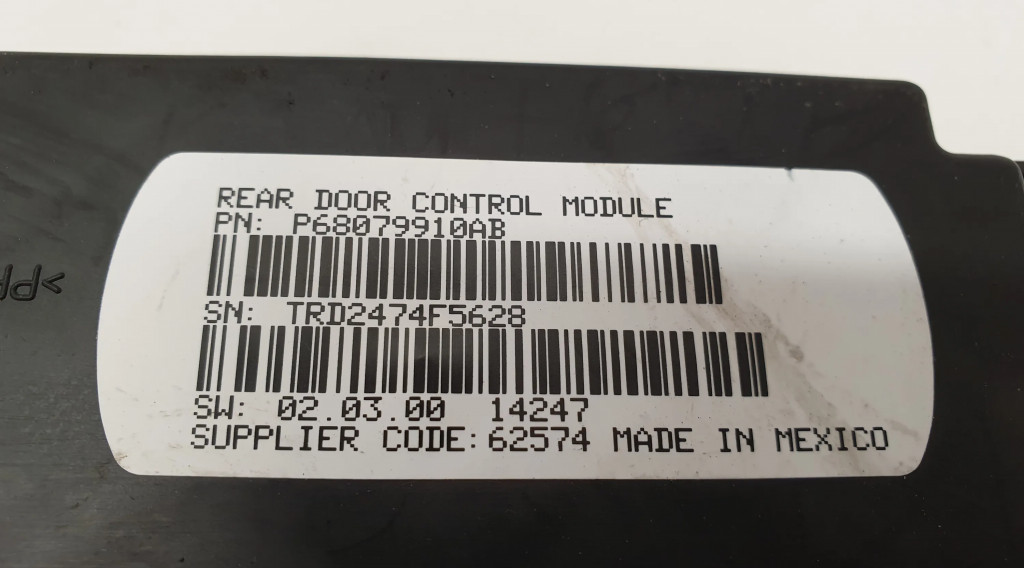 REAR DOOR CONTROL MODULE
PN: P68079910AB
SN: TRD2474F5628
SW: 02.03.00 14247
SUPPLIER CODE: 62574 MADE IN MEXICO